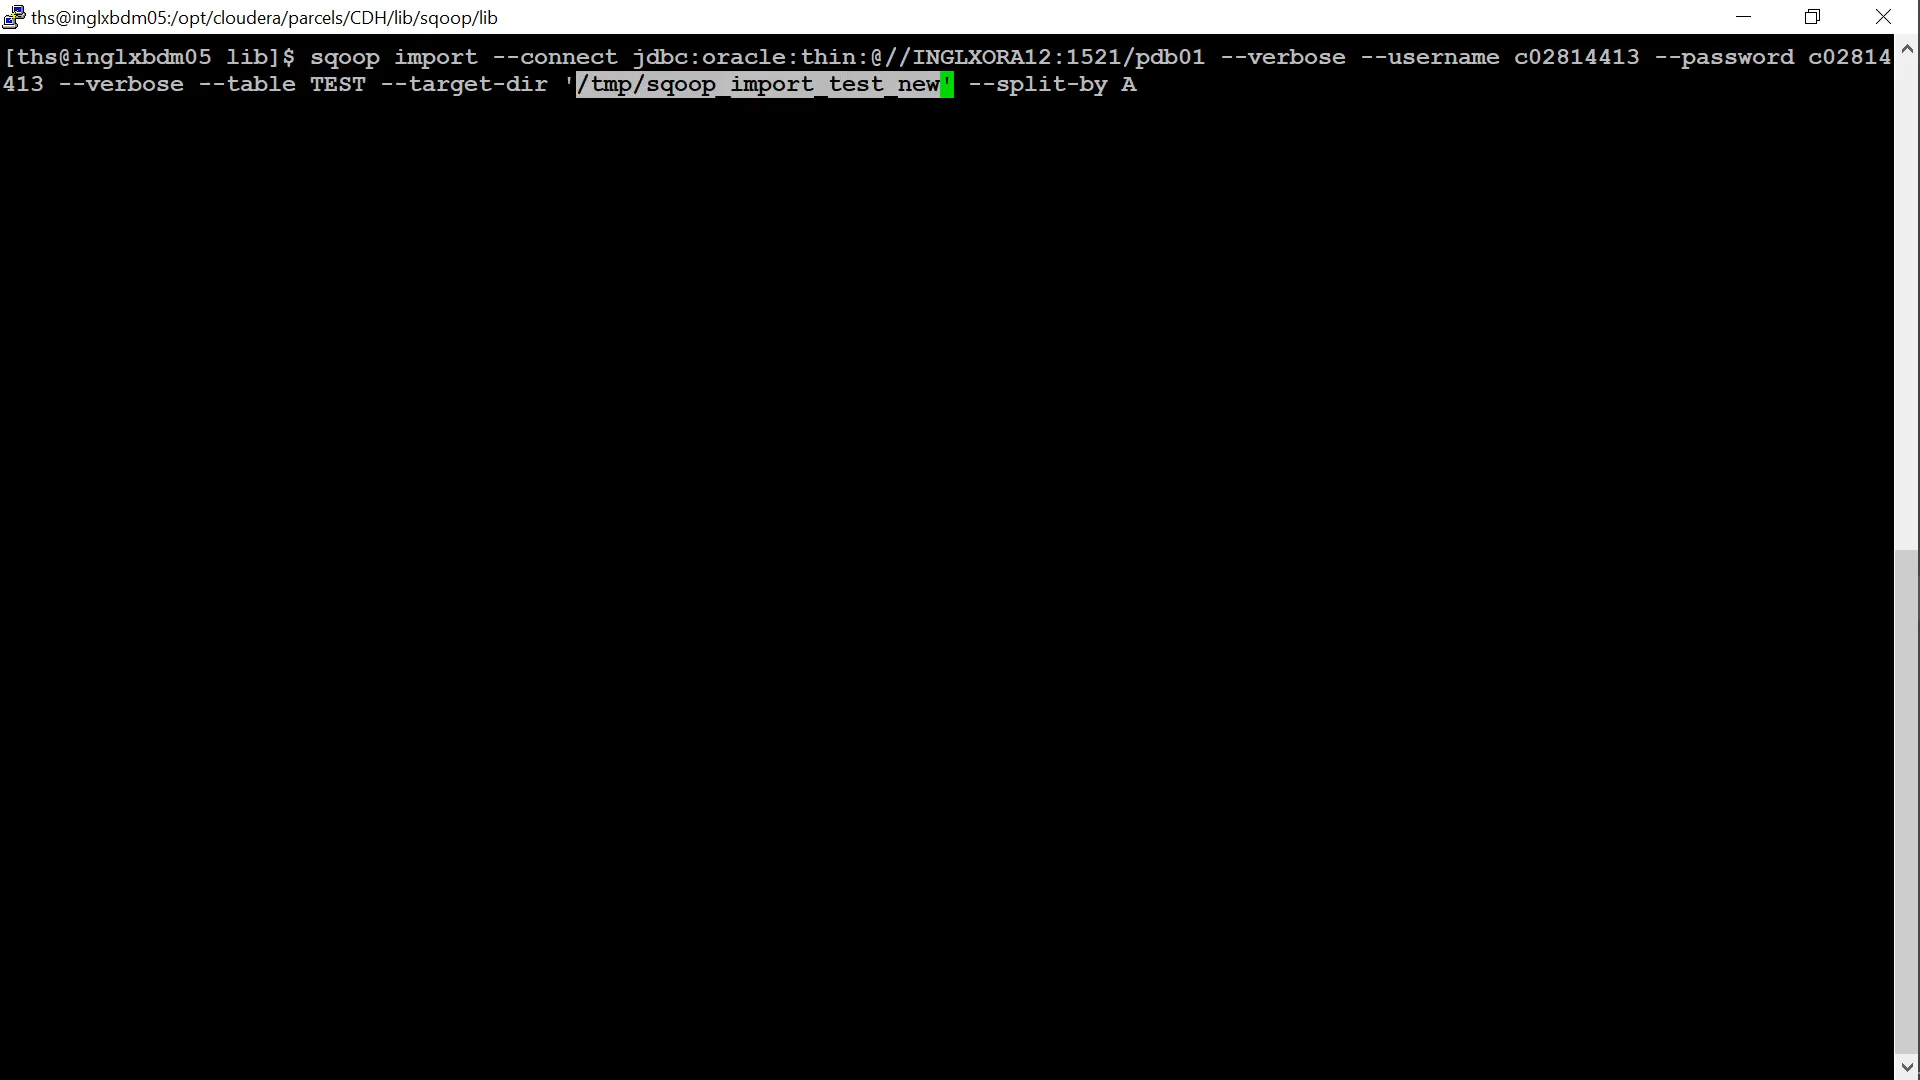 ths@inglxbdm05:/opt/cloudera/parcels/CDH/lib/sqoop/lib
[ths@inglxbdm05 lib]$ sqoop import --connect jdbc:oracle:thin:@//INGLXORA12:1521/pdb01 --verbose --username c02814413 --password c02814
413 --verbose --table TEST --target-dir '/tmp/sqoop_import_test_new' --split-by A